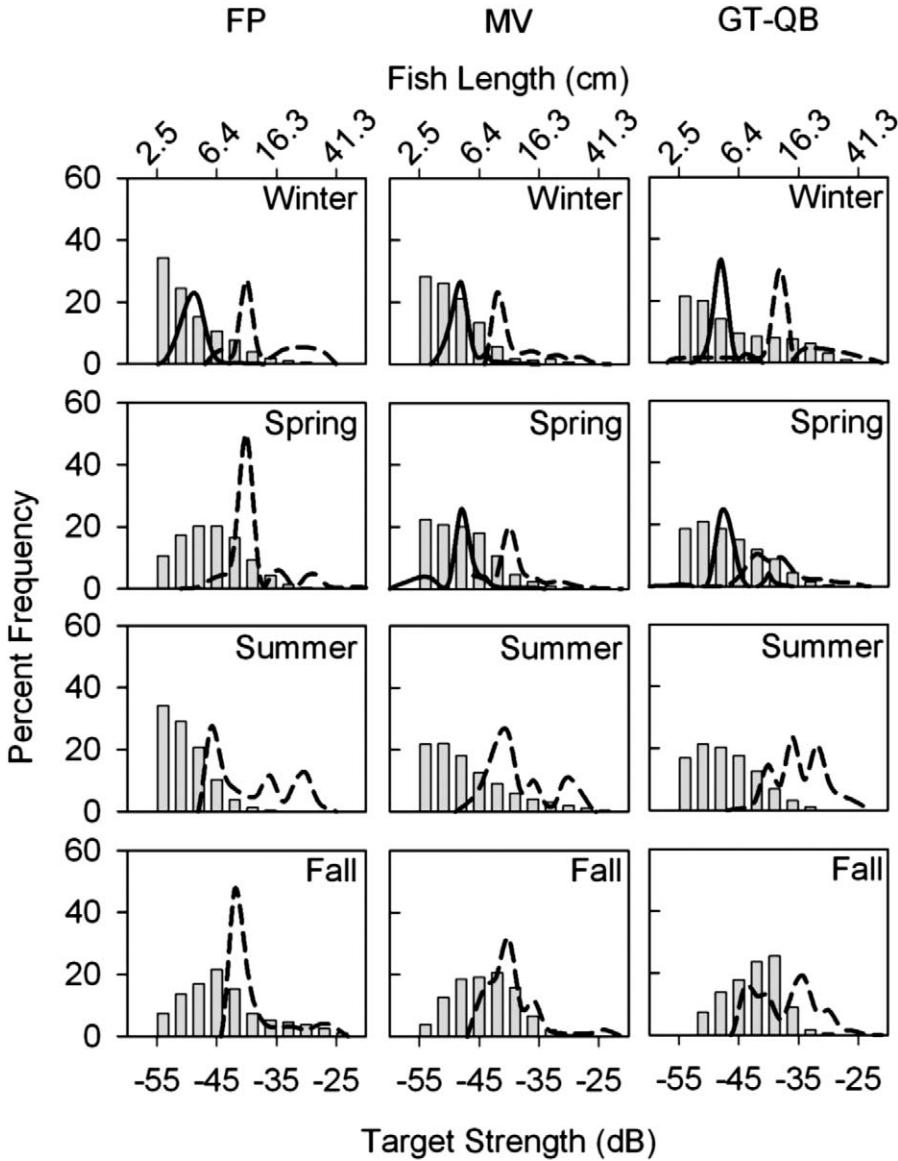 FP MV GT-QB
Fish Length (cm)
2.5 6.4 16.3 41.3 2.5 6.4 16.3 41.3 2.5 6.4 16.3 41.3
60 Winter Winter Winter
40
20
0
60 Spring Spring Spring
40
20
0
Percent Frequency
60 Summer Summer Summer
40
20
0
60 Fall Fall Fall
40
20
0
-55 -45 -35 -25 -55 -45 -35 -25 -55 -45 -35 -25
Target Strength (dB)